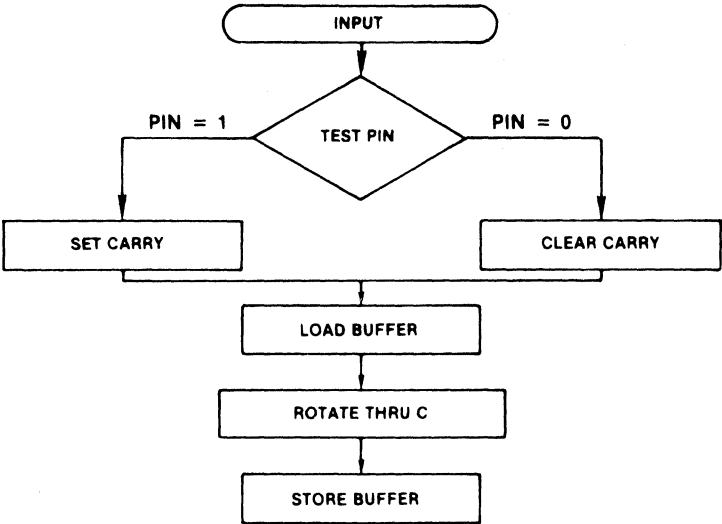 INPUT
TEST PIN
PIN = 1
PIN = 0
SET CARRY
CLEAR CARRY
LOAD BUFFER
ROTATE THRU C
STORE BUFFER